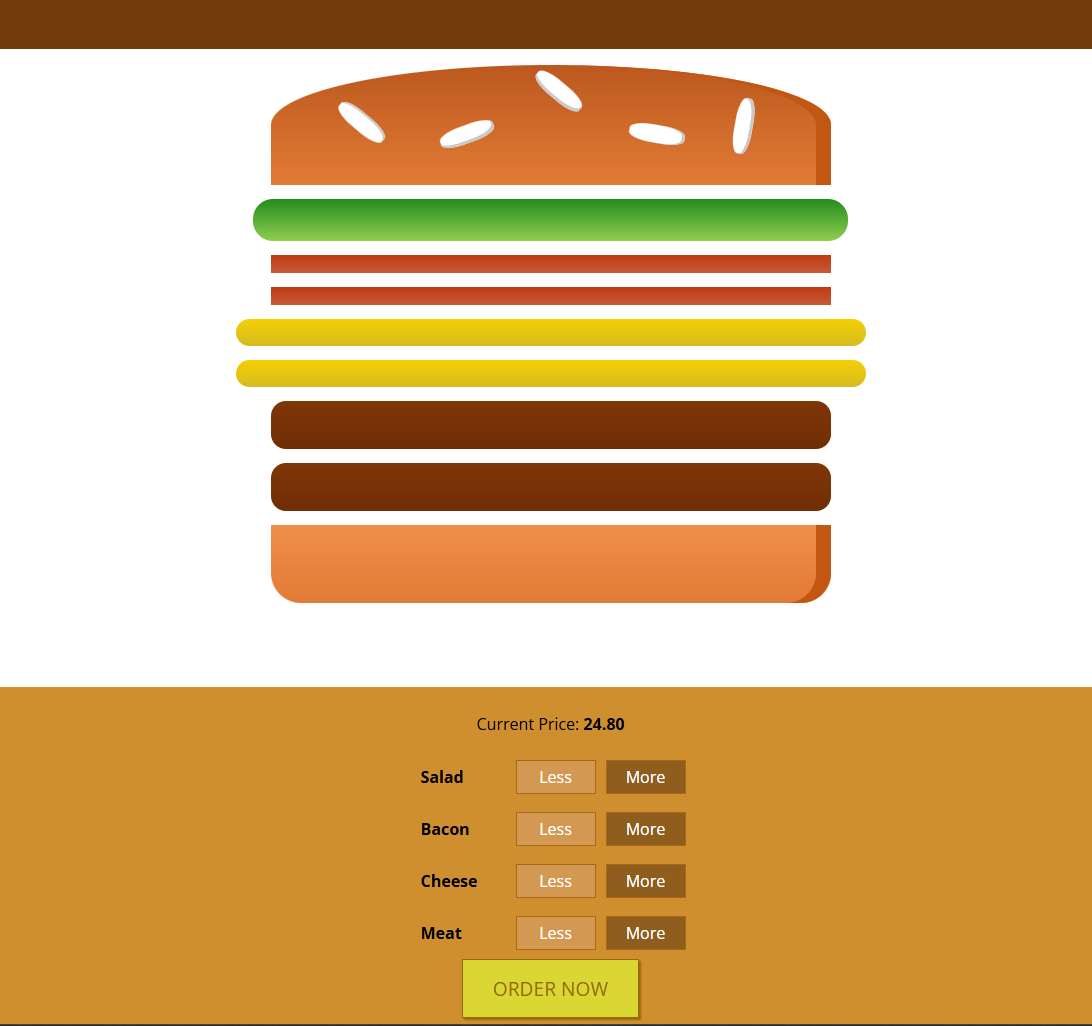 Current Price: 24.80
Salad Less More
Bacon Less More
Cheese Less More
Meat Less More
ORDER NOW